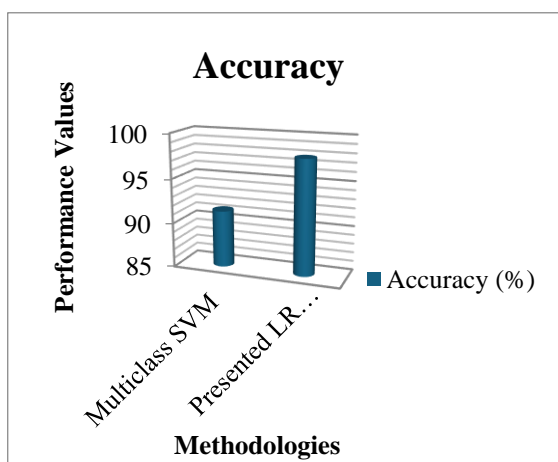 Accuracy
Performance Values
100
95
90
85
Multiclass SVM
Presented LR...
Accuracy (%)
Methodologies